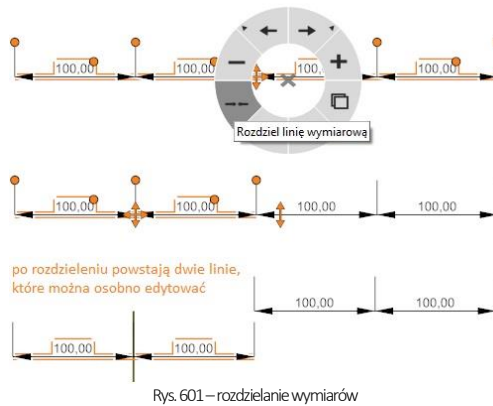 100,00 100,00 100, 100,00
Rozdziel linię wymiarową
100,00 100,00 100,00 100,00
po rozdzieleniu powstają dwie linie,
które można osobno edytować
100,00 100,00
100,00 100,00
Rys. 601 – rozdzielanie wymiarów